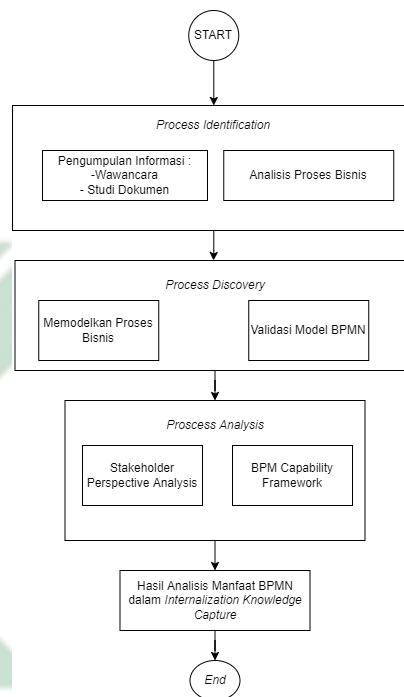 START
Process Identification
Pengumpulan Informasi :
-Wawancara
- Studi Dokumen
Analisis Proses Bisnis
Process Discovery
Memodelkan Proses
Bisnis
Validasi Model BPMN
Proscess Analysis
Stakeholder
Perspective Analysis
BPM Capability
Framework
Hasil Analisis Manfaat BPMN
dalam Internalization Knowledge
Capture
End